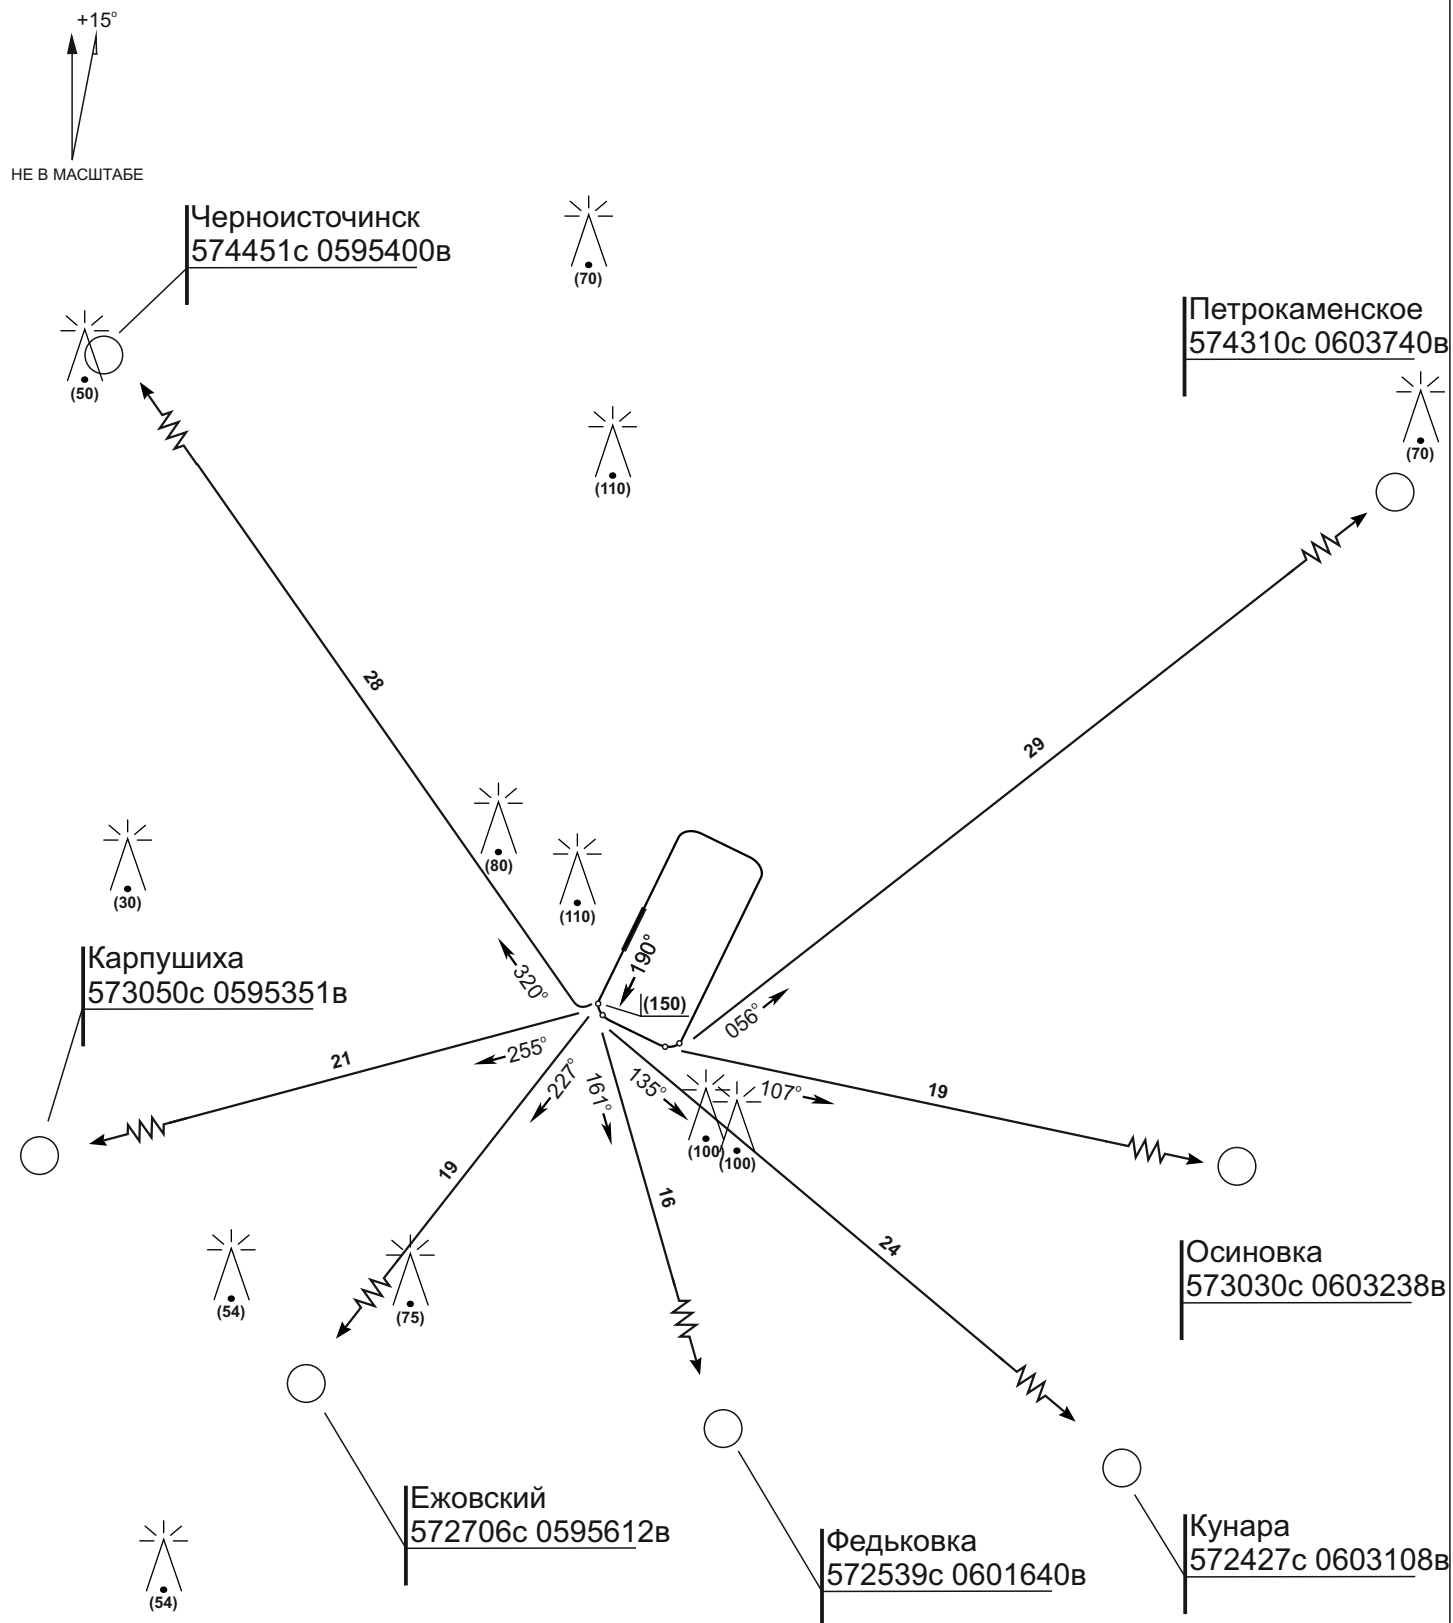 +15°
НЕ В МАСШТАБЕ
Черноисточинск
574451с 0595400в
(70)
Петрокаменское
574310с 0603740в
(50)
(70)
(110)
28
29
(80)
(110)
(30)
190°
320°
(150)
056°
Карпушиха
573050с 0595351в
21
255°
227°
161°
135°
107°
19
(100)
(100)
19
16
24
Осиновка
573030с 0603238в
(54)
(75)
Ежовский
572706с 0595612в
Федьковка
572539с 0601640в
Кунара
572427с 0603108в
(54)